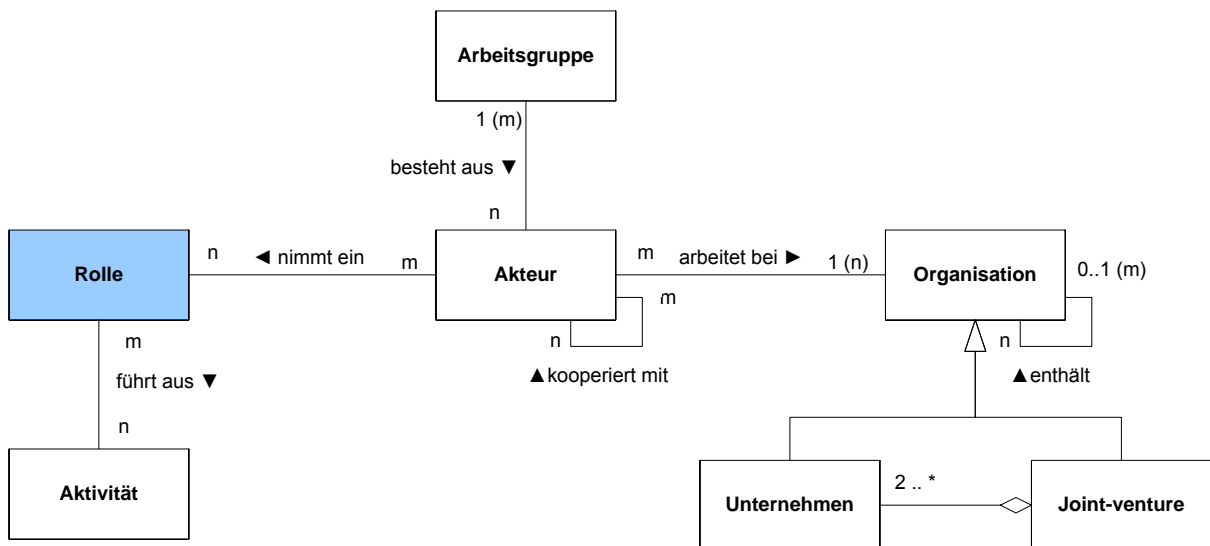 Arbeitsgruppe
1 (m)
besteht aus ▼
n
Rolle
n
◄ nimmt ein
m
Akteur
m
arbeitet bei ►
1 (n)
Organisation
0..1 (m)
m
n
▲kooperiert mit
n
▲enthält
m
führt aus ▼
n
Aktivität
Unternehmen
2 .. *
Joint-venture